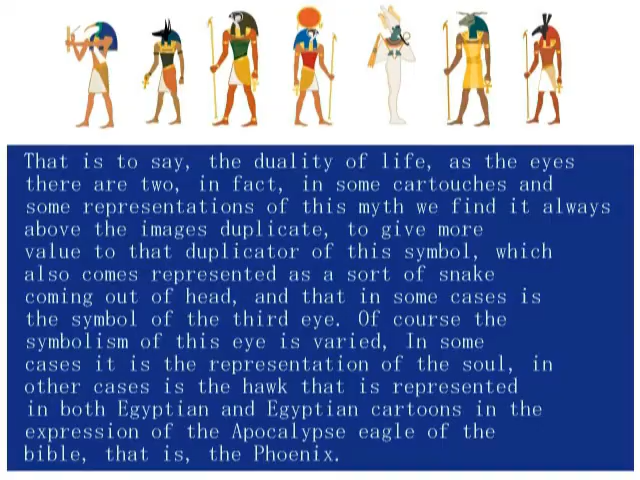 That is to say, the duality of life, as the eyes
there are two, in fact, in some cartouches and
some representations of this myth we find it always
above the images duplicate, to give more
value to that duplicator of this symbol, which
also comes represented as a sort of snake
coming out of head, and that in some cases is
the symbol of the third eye. Of course the
symbolism of this eye is varied, In some
cases it is the representation of the soul, in
other cases is the hawk that is represented
in both Egyptian and Egyptian cartoons in the
expression of the Apocalypse eagle of the
bible, that is, the Phoenix.